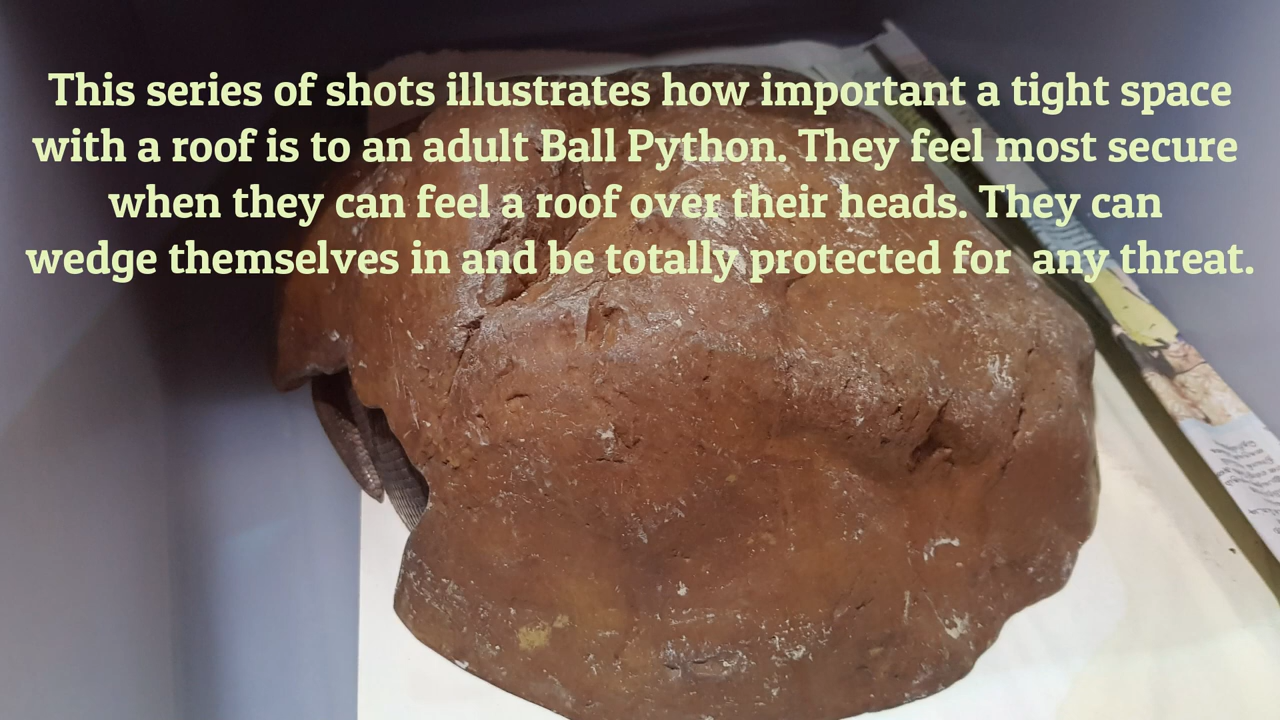 This series of shots illustrates how important a tight space
with a roof is to an adult Ball Python. They feel most secure
when they can feel a roof over their heads. They can
wedge themselves in and be totally protected for any threat.